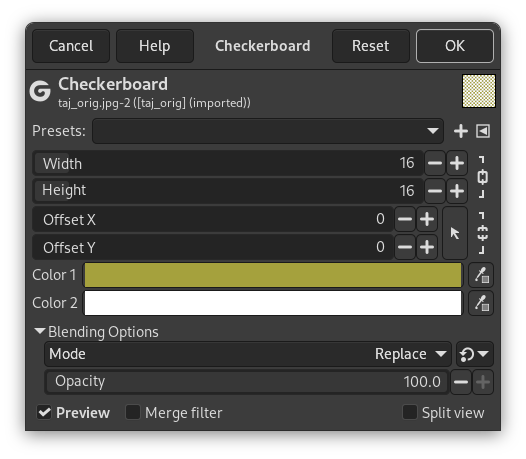 Cancel Help Checkerboard Reset OK
Checkerboard
taj_orig.jpg-2 ([taj_orig] (imported))
Presets:
Width 16
Height 16
Offset X 0
Offset Y 0
Color 1
Color 2
Blending Options
Mode Replace
Opacity 100.0
Preview Merge filter Split view